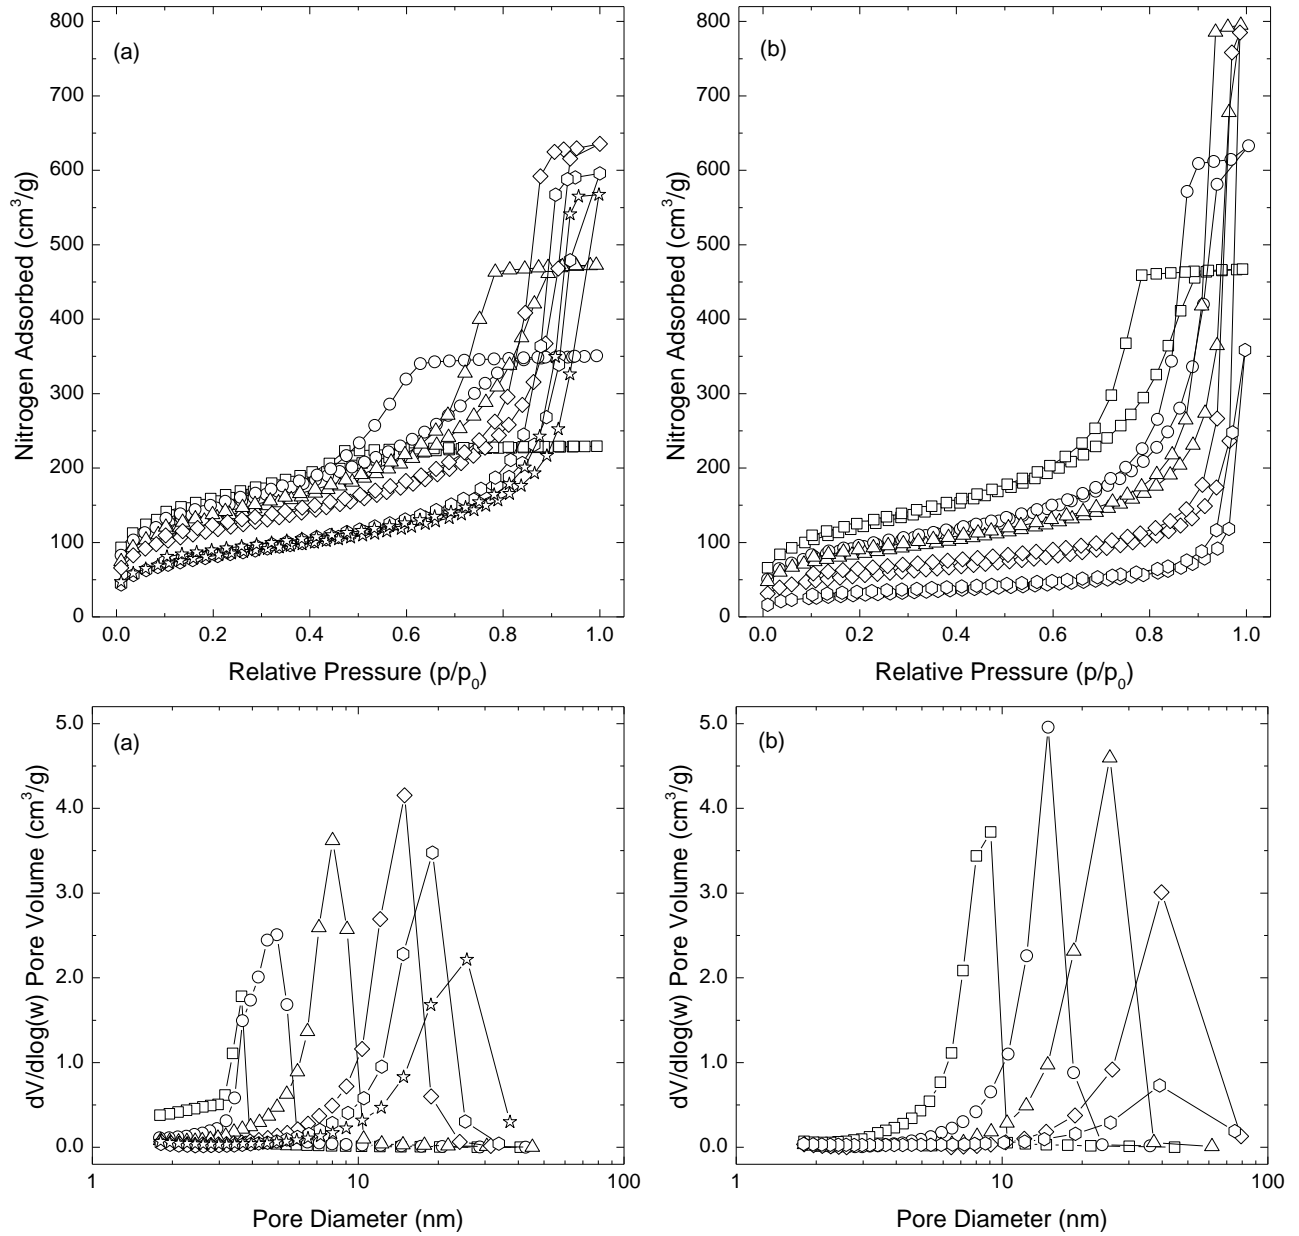 (a)
800
700
600
500
400
300
200
100
0
0.0 0.2 0.4 0.6 0.8 1.0
Nitrogen Adsorbed (cm³/g)
Relative Pressure (p/p₀)
(b)
800
700
600
500
400
300
200
100
0
0.0 0.2 0.4 0.6 0.8 1.0
Nitrogen Adsorbed (cm³/g)
Relative Pressure (p/p₀)
(a)
5.0
4.0
3.0
2.0
1.0
0.0
1 10 100
dV/dlog(w) Pore Volume (cm³/g)
Pore Diameter (nm)
(b)
5.0
4.0
3.0
2.0
1.0
0.0
1 10 100
dV/dlog(w) Pore Volume (cm³/g)
Pore Diameter (nm)